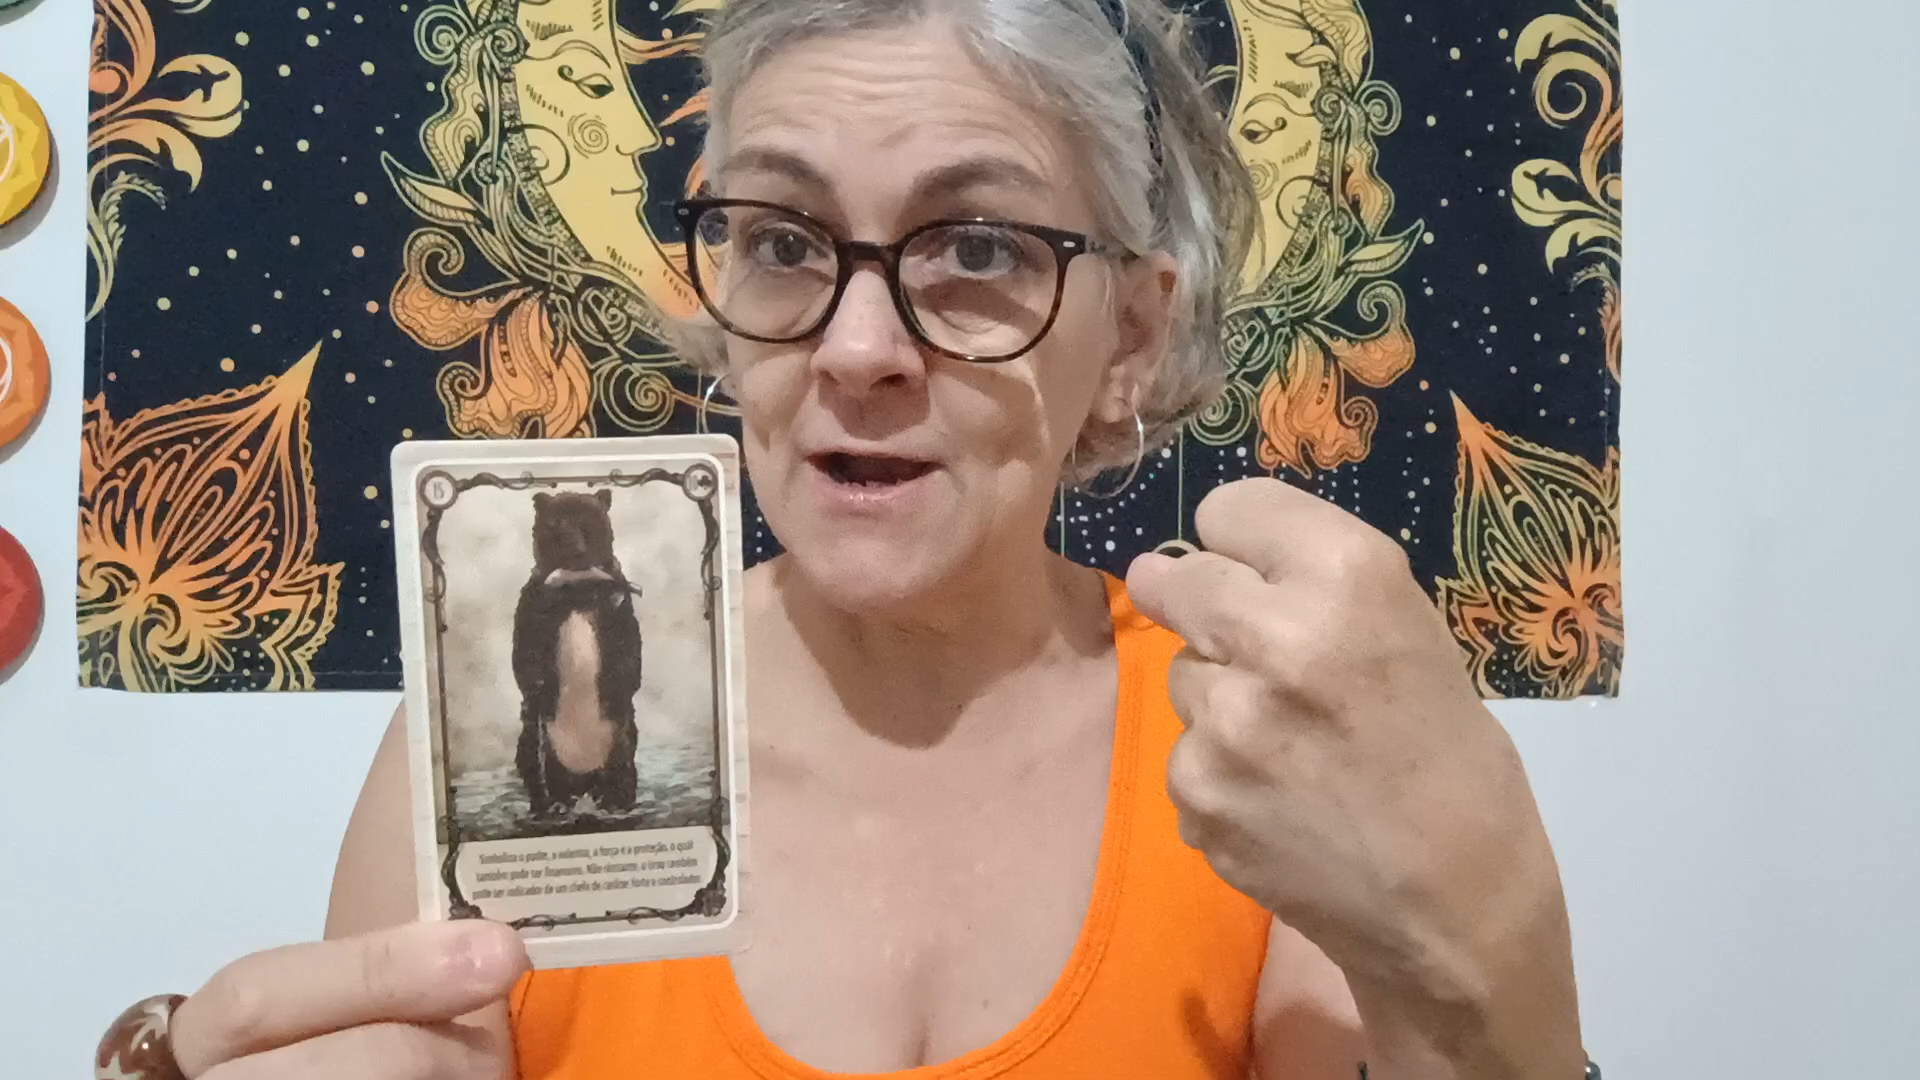 15
Simboliza o poder, a valentia, a força e a proteção, o qual
também pode ser financeiro. Não obstante, o Urso também
pode ser indicador de um chefe de caráter forte e controlador.